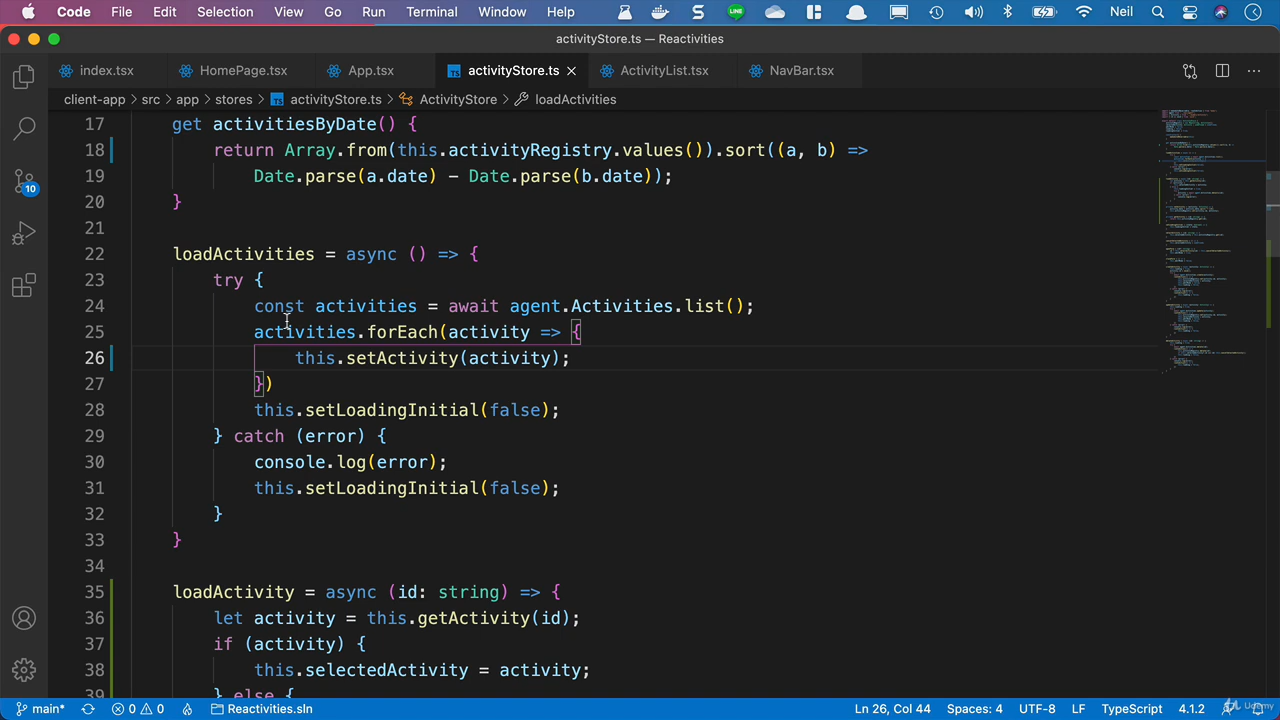 Code File Edit Selection View Go Run Terminal Window Help LINE Neil
activityStore.ts — Reactivities
index.tsx HomePage.tsx App.tsx activityStore.ts ActivityList.tsx NavBar.tsx
client-app > src > app > stores > TS activityStore.ts > ActivityStore > loadActivities
17 get activitiesByDate() {
18 return Array.from(this.activityRegistry.values()).sort((a, b) =>
19 Date.parse(a.date) - Date.parse(b.date));
20 }
21
22 loadActivities = async () => {
23 try {
24 const activities = await agent.Activities.list();
25 activities.forEach(activity => {
26 this.setActivity(activity);
27 })
28 this.setLoadingInitial(false);
29 } catch (error) {
30 console.log(error);
31 this.setLoadingInitial(false);
32 }
33 }
34
35 loadActivity = async (id: string) => {
36 let activity = this.getActivity(id);
37 if (activity) {
38 this.selectedActivity = activity;
39 } else {
10
main* 0 0 Reactivities.sln Ln 26, Col 44 Spaces: 4 UTF-8 LF TypeScript 4.1.2
Udemy